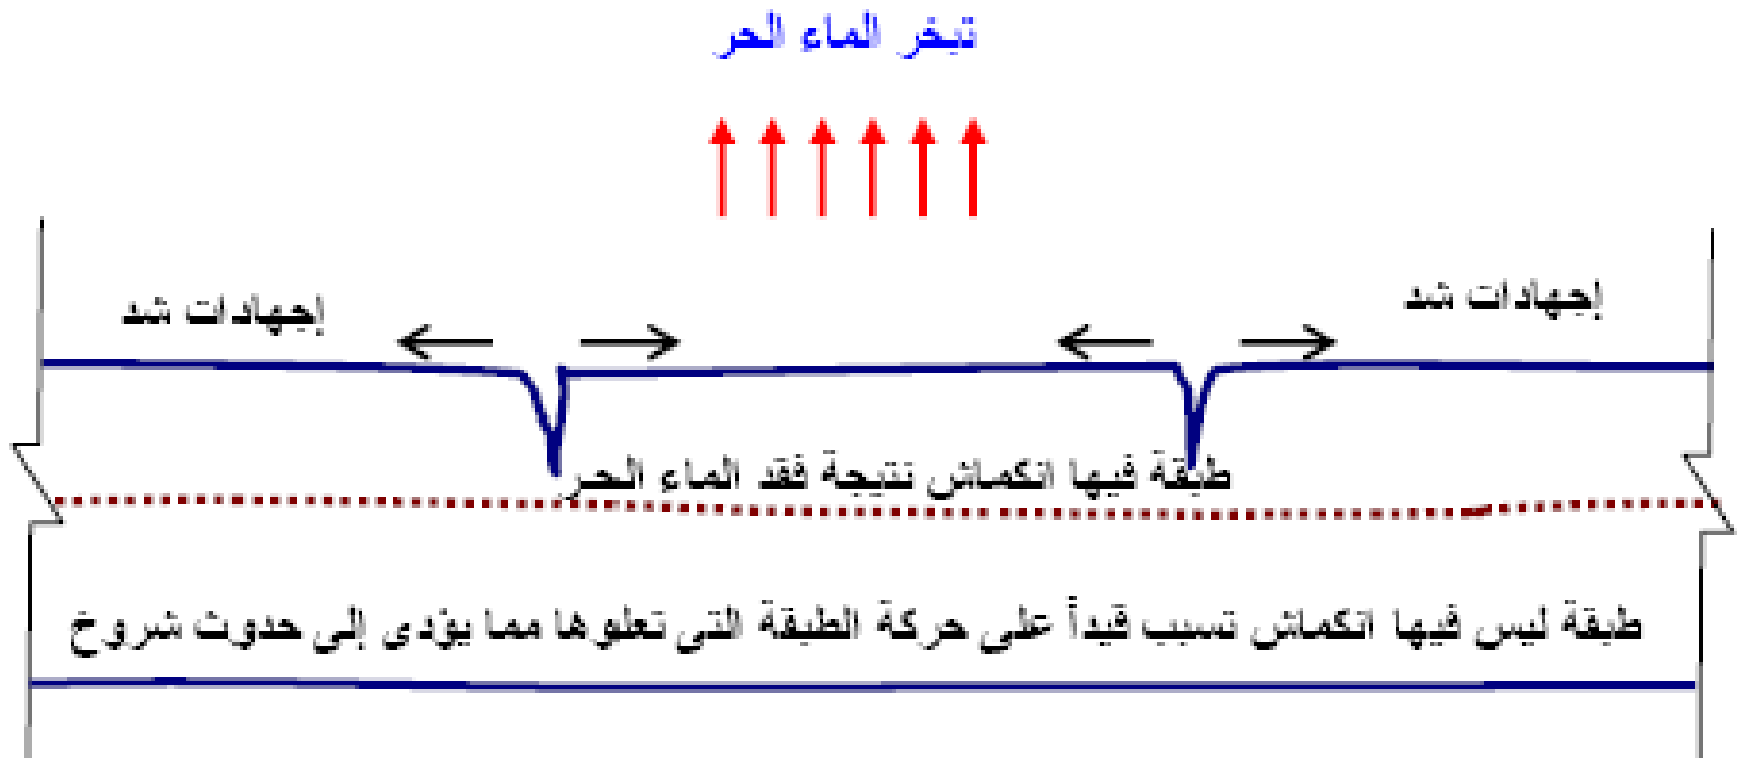 تبخر الماء الحر
إجهادات شد
إجهادات شد
طبقة فيها انكماش نتيجة فقد الماء الحر
طبقة ليس فيها انكماش تسبب قيداً على حركة الطبقة التى تعلوها مما يؤدى إلى حدوث شروخ